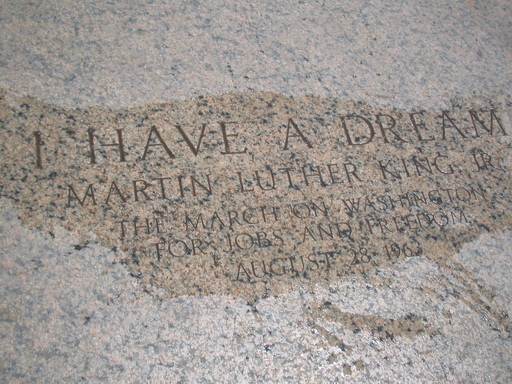 I HAVE A DREAM
MARTIN LUTHER KING JR.
THE MARCH ON WASHINGTON
FOR JOBS AND FREEDOM
AUGUST 28, 1963